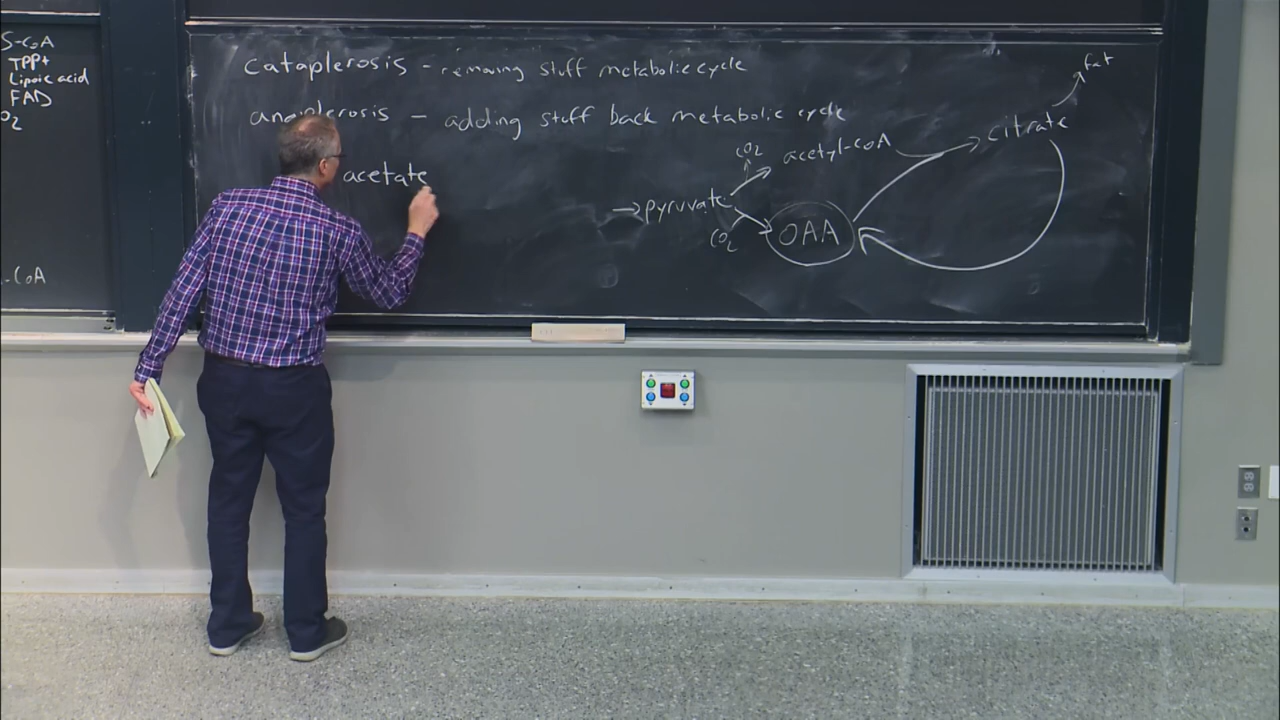 S-CoA
TPP+
Lipoic acid
FAD
O2
-CoA
Cataplerosis - removing stuff metabolic cycle
anaplerosis - adding stuff back metabolic cycle
acetate
→ pyruvate
CO2
acetyl-CoA
CO2
OAA
citrate
fat